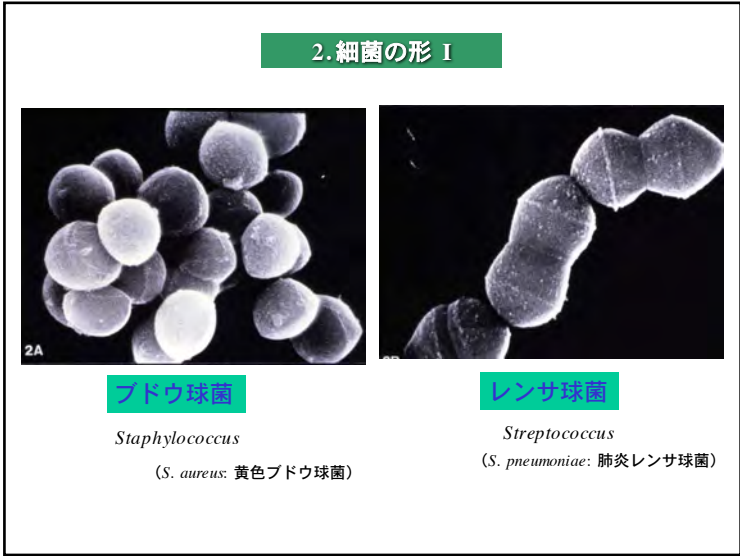 2.細菌の形 I
2A
ブドウ球菌
レンサ球菌
Staphylococcus
Streptococcus
（S. aureus: 黄色ブドウ球菌）
（S. pneumoniae: 肺炎レンサ球菌）